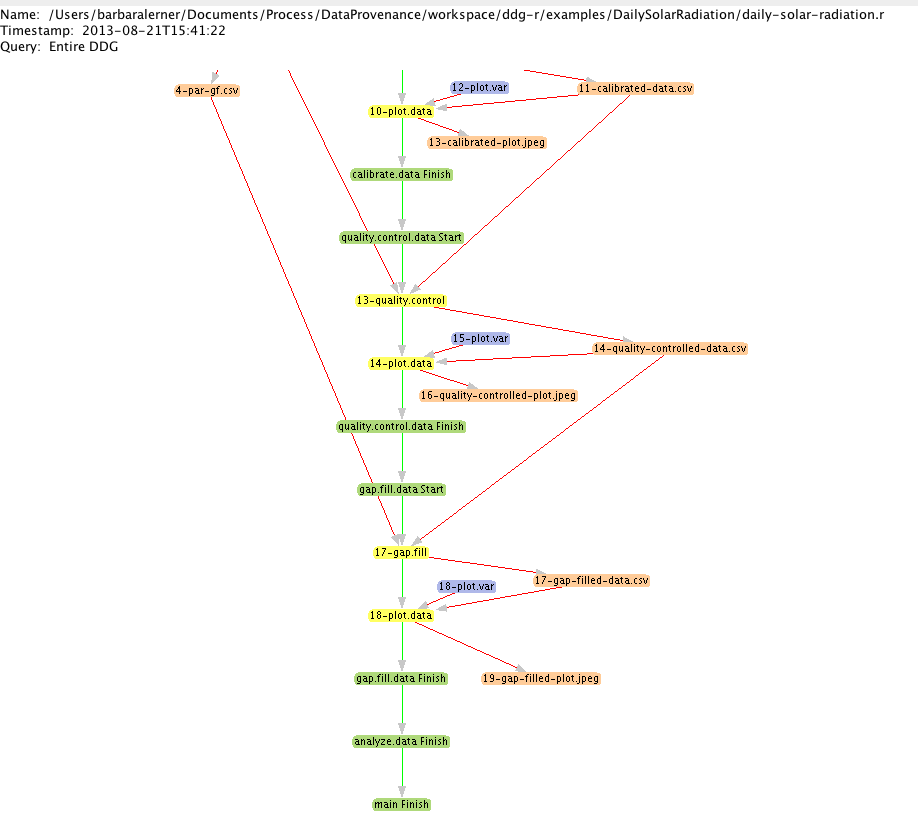 Name: /Users/barbaralerner/Documents/Process/DataProvenance/workspace/ddg-r/examples/DailySolarRadiation/daily-solar-radiation.r
Timestamp: 2013-08-21T15:41:22
Query: Entire DDG
4-par-gf.csv
12-plot.var
11-calibrated-data.csv
10-plot.data
13-calibrated-plot.jpeg
calibrate.data Finish
quality.control.data Start
13-quality.control
15-plot.var
14-quality-controlled-data.csv
14-plot.data
16-quality-controlled-plot.jpeg
quality.control.data Finish
gap.fill.data Start
17-gap.fill
17-gap-filled-data.csv
18-plot.var
18-plot.data
gap.fill.data Finish
19-gap-filled-plot.jpeg
analyze.data Finish
main Finish